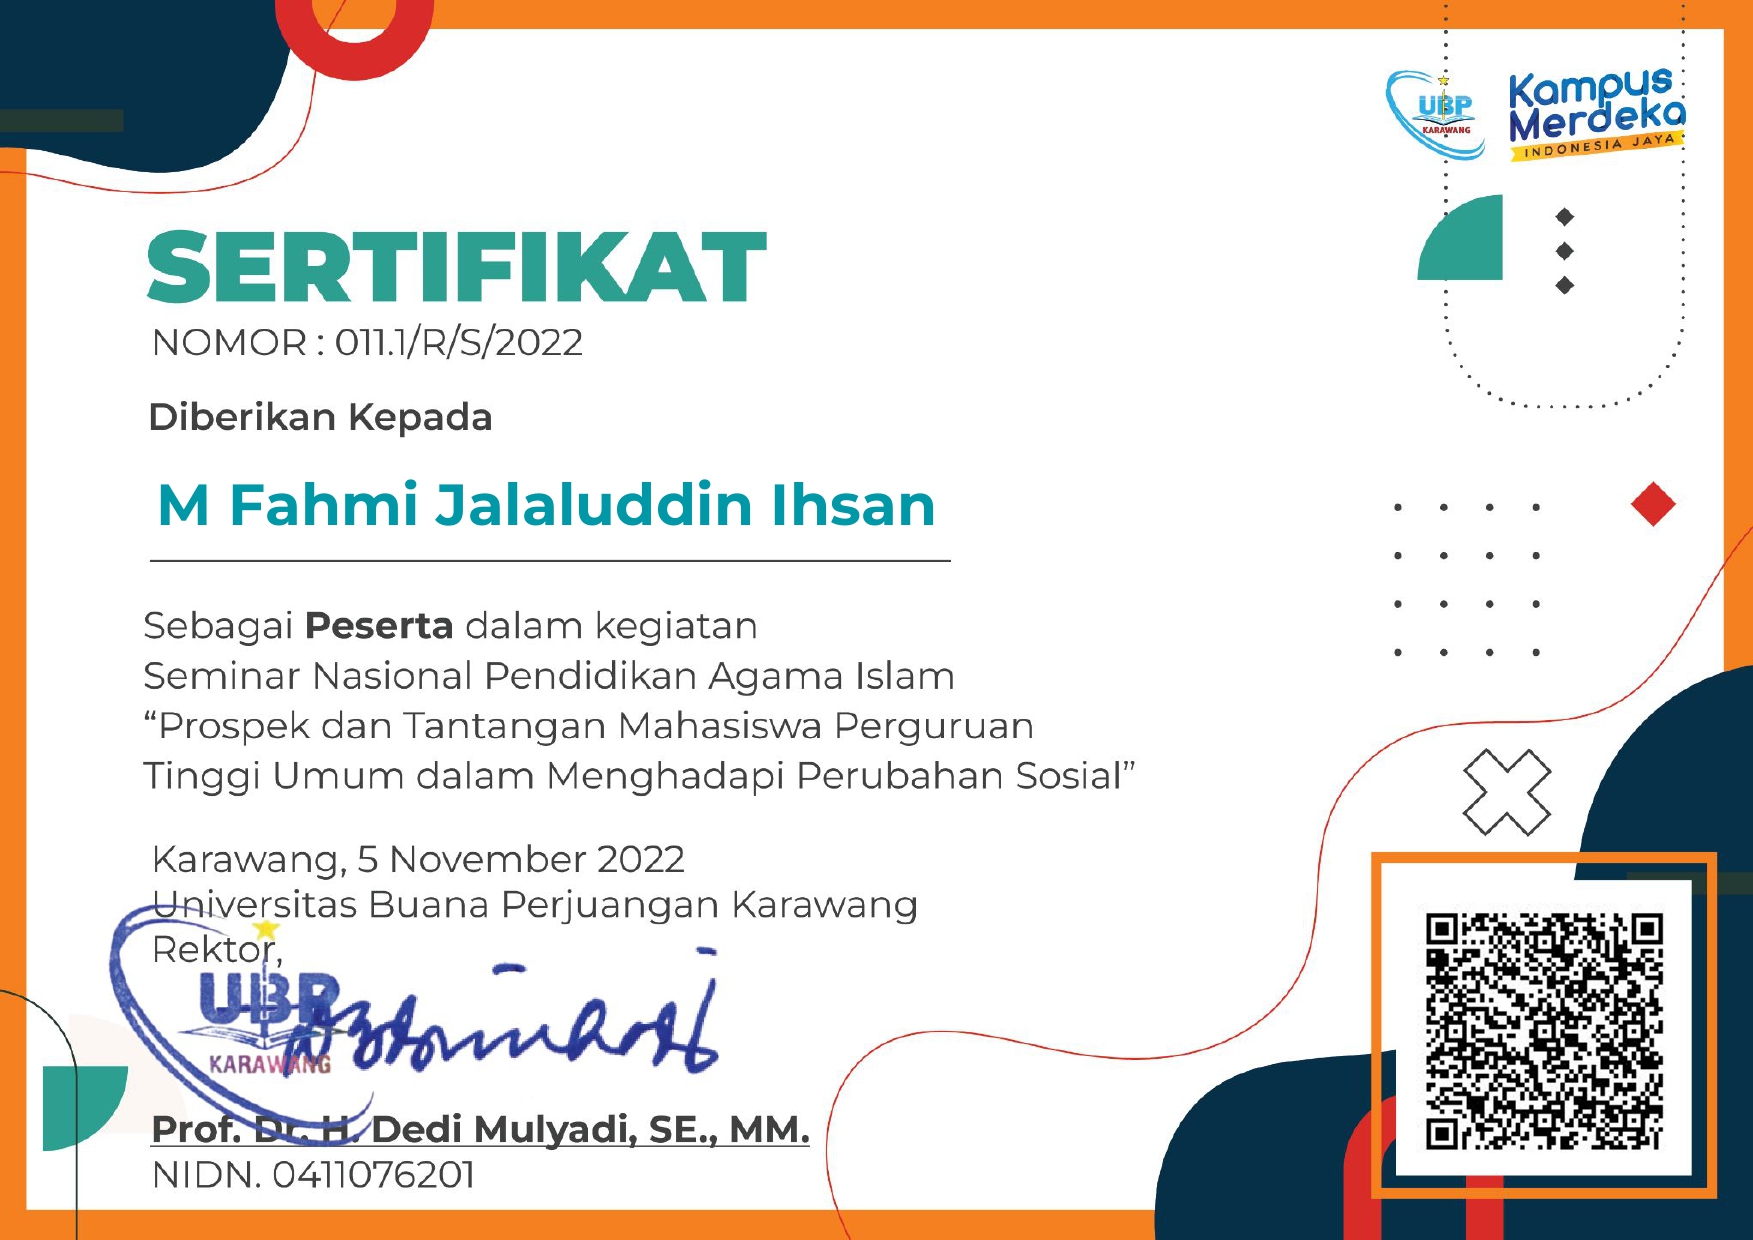 UBP
KARAWANG
Kampus
Merdeka
INDONESIA JAYA
SERTIFIKAT
NOMOR : 011.1/R/S/2022
Diberikan Kepada
M Fahmi Jalaluddin Ihsan
Sebagai Peserta dalam kegiatan
Seminar Nasional Pendidikan Agama Islam
“Prospek dan Tantangan Mahasiswa Perguruan
Tinggi Umum dalam Menghadapi Perubahan Sosial”
Karawang, 5 November 2022
Universitas Buana Perjuangan Karawang
Rektor,
UBP
KARAWANG
Prof. Dr. H. Dedi Mulyadi, SE., MM.
NIDN. 0411076201